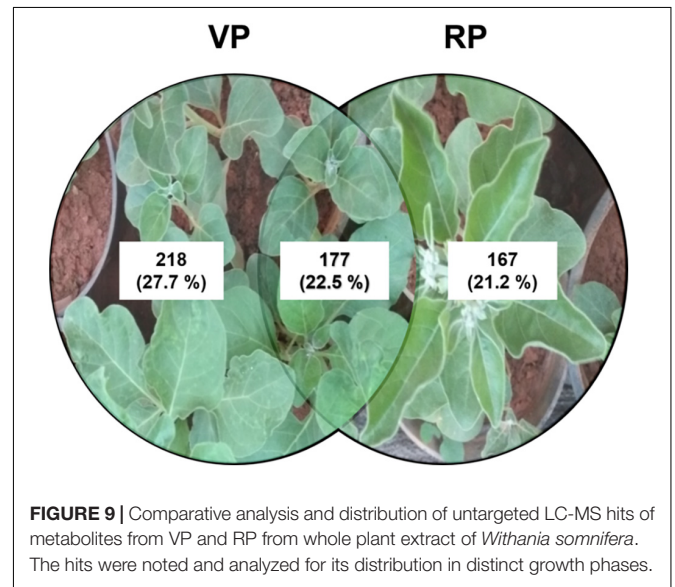 VP
RP
218
(27.7 %)
177
(22.5 %)
167
(21.2 %)
FIGURE 9 | Comparative analysis and distribution of untargeted LC-MS hits of
metabolites from VP and RP from whole plant extract of Withania somnifera.
The hits were noted and analyzed for its distribution in distinct growth phases.